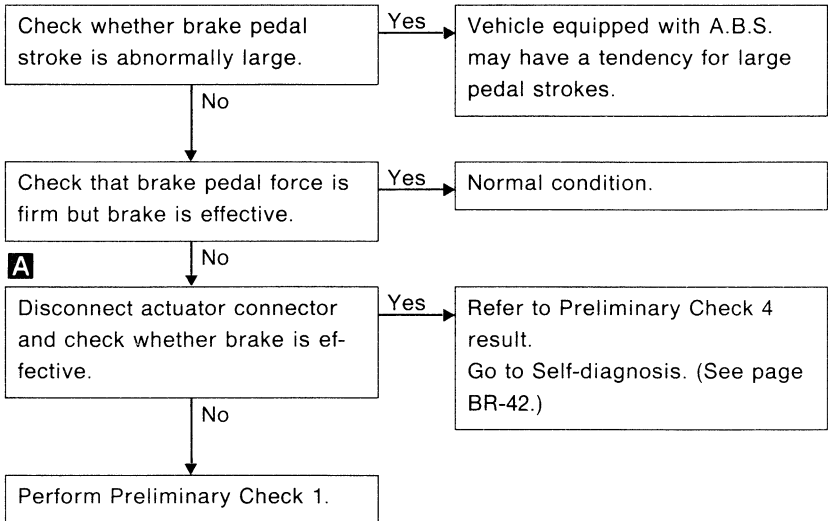 Check whether brake pedal
stroke is abnormally large.
Yes
Vehicle equipped with A.B.S.
may have a tendency for large
pedal strokes.
No
Check that brake pedal force is
firm but brake is effective.
Yes
Normal condition.
No
A
Disconnect actuator connector
and check whether brake is ef-
fective.
Yes
Refer to Preliminary Check 4
result.
Go to Self-diagnosis. (See page
BR-42.)
No
Perform Preliminary Check 1.